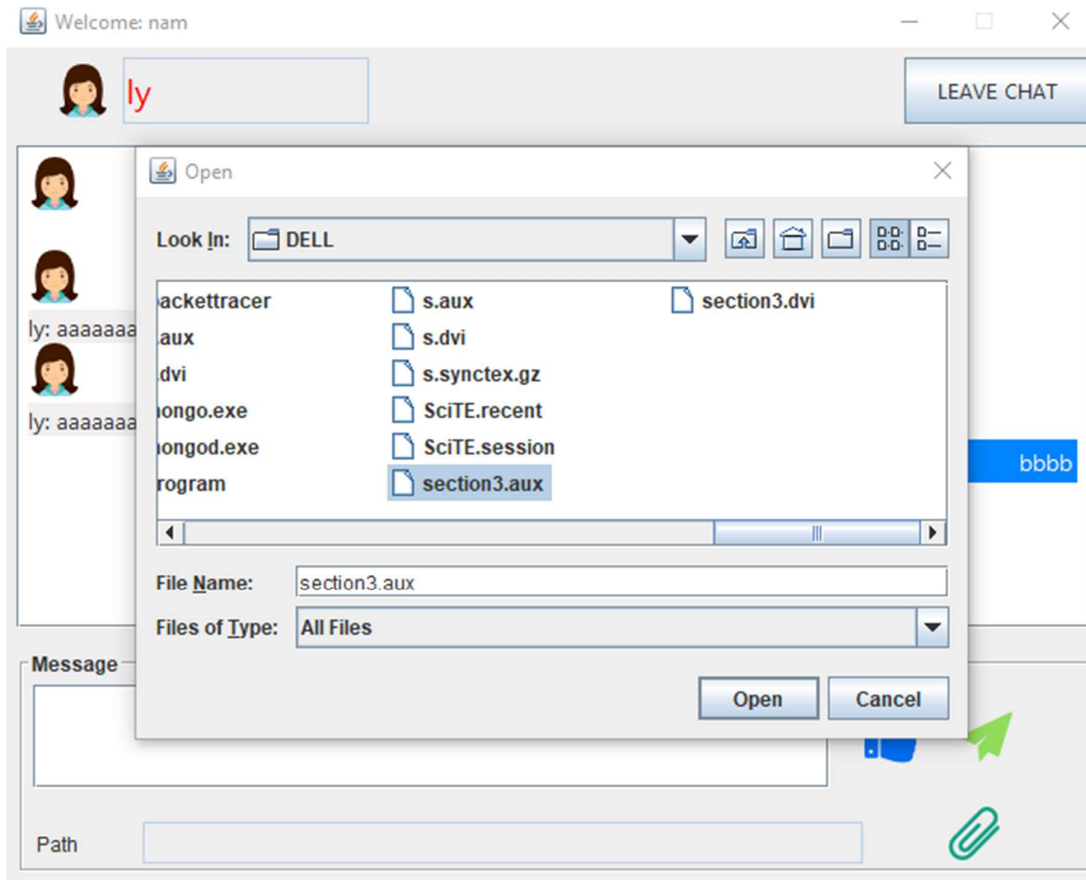 Welcome: nam
ly
LEAVE CHAT
Open
Look In: DELL
ackettracer s.aux section3.dvi
.aux s.dvi
.dvi s.synctex.gz
ongo.exe SciTE.recent
ongod.exe SciTE.session
rogram section3.aux
ly: aaaaaaa
ly: aaaaaaa
bbbb
File Name: section3.aux
Files of Type: All Files
Open Cancel
Message
Path